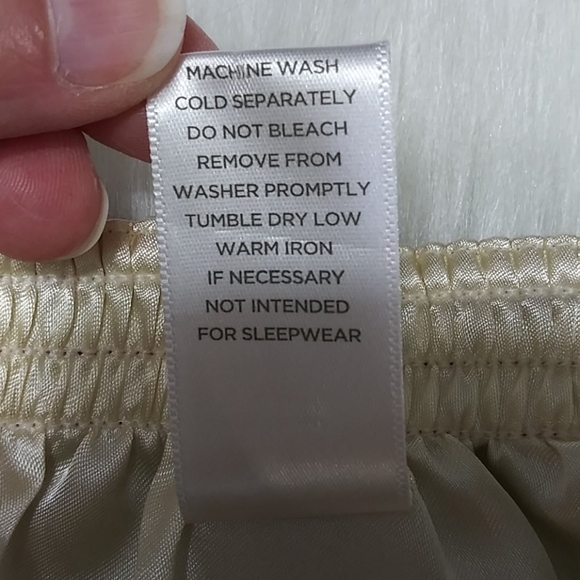 MACHINE WASH
COLD SEPARATELY
DO NOT BLEACH
REMOVE FROM
WASHER PROMPTLY
TUMBLE DRY LOW
WARM IRON
IF NECESSARY
NOT INTENDED
FOR SLEEPWEAR